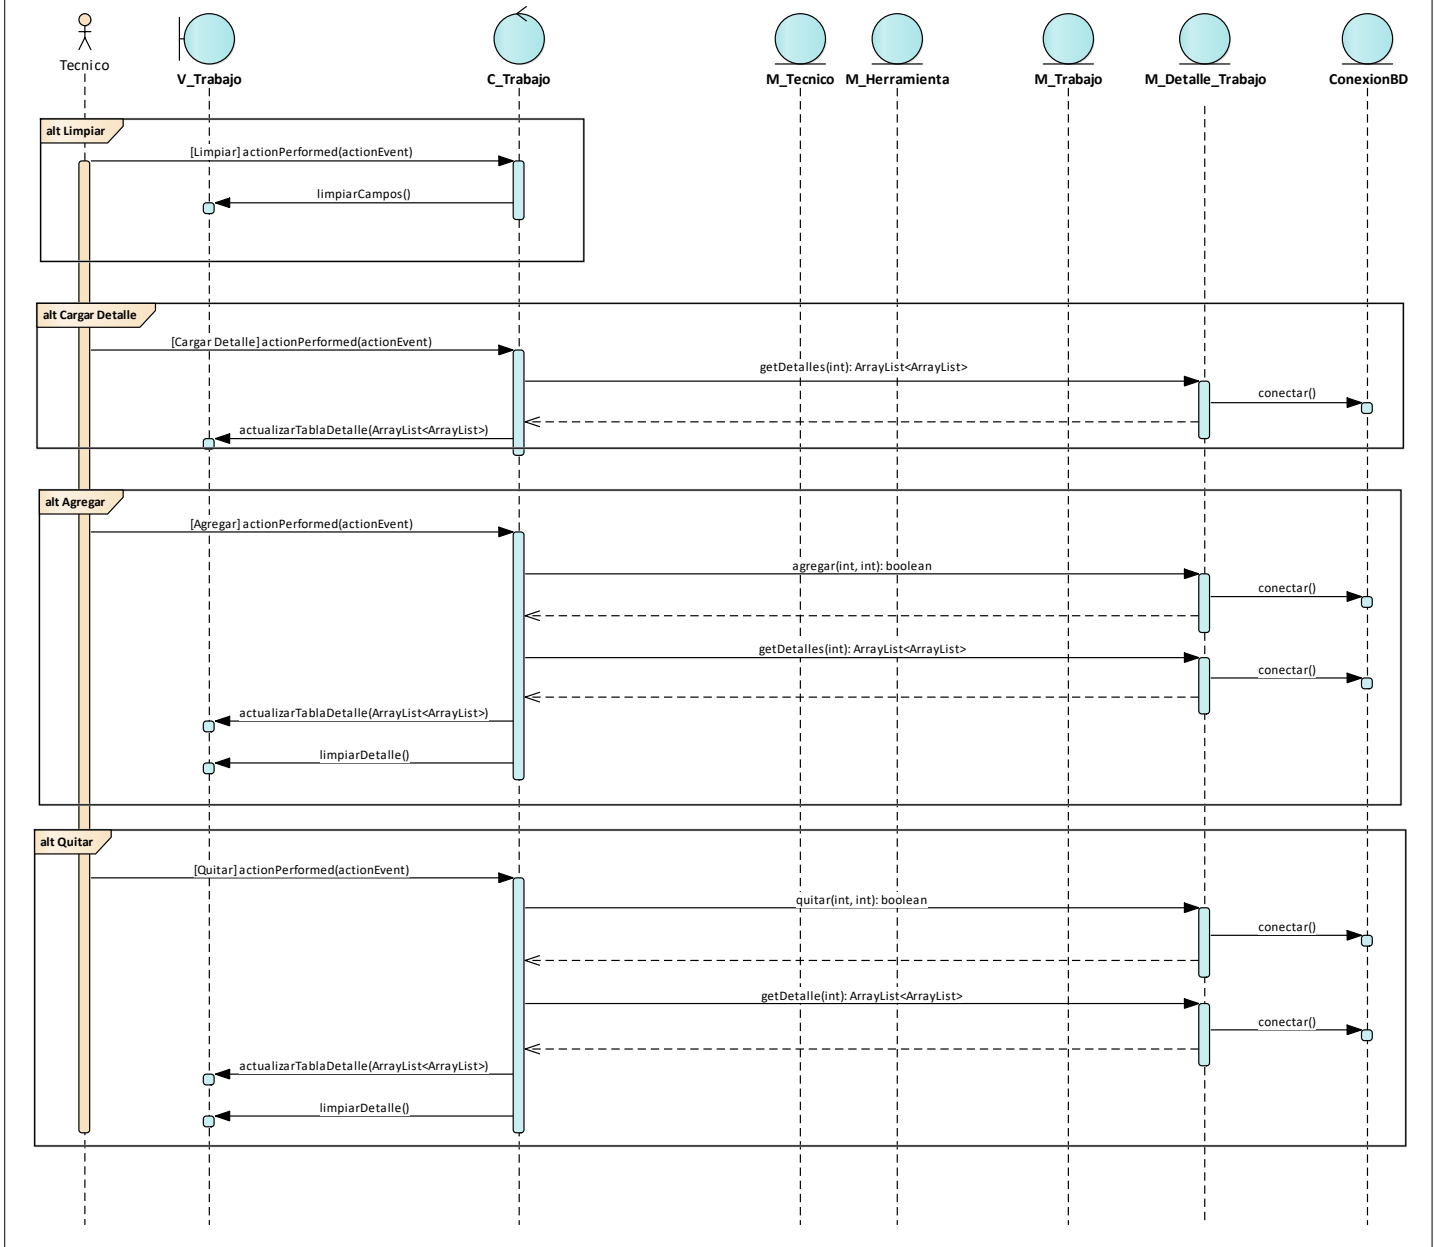 Tecnico
V_Trabajo
C_Trabajo
M_Tecnico
M_Herramienta
M_Trabajo
M_Detalle_Trabajo
ConexionBD
alt Limpiar
[Limpiar] actionPerformed(actionEvent)
limpiarCampos()
alt Cargar Detalle
[Cargar Detalle] actionPerformed(actionEvent)
getDetalles(int): ArrayList<ArrayList>
conectar()
actualizarTablaDetalle(ArrayList<ArrayList>)
alt Agregar
[Agregar] actionPerformed(actionEvent)
agregar(int, int): boolean
conectar()
getDetalles(int): ArrayList<ArrayList>
conectar()
actualizarTablaDetalle(ArrayList<ArrayList>)
limpiarDetalle()
alt Quitar
[Quitar] actionPerformed(actionEvent)
quitar(int, int): boolean
conectar()
getDetalle(int): ArrayList<ArrayList>
conectar()
actualizarTablaDetalle(ArrayList<ArrayList>)
limpiarDetalle()